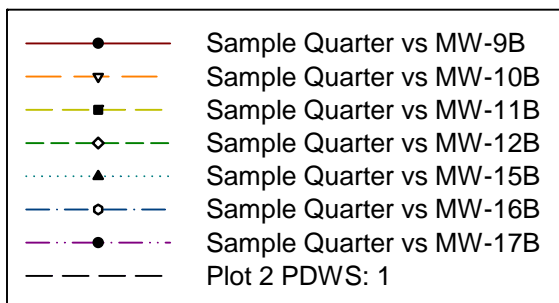 Sample Quarter vs MW-9B
Sample Quarter vs MW-10B
Sample Quarter vs MW-11B
Sample Quarter vs MW-12B
Sample Quarter vs MW-15B
Sample Quarter vs MW-16B
Sample Quarter vs MW-17B
Plot 2 PDWS: 1